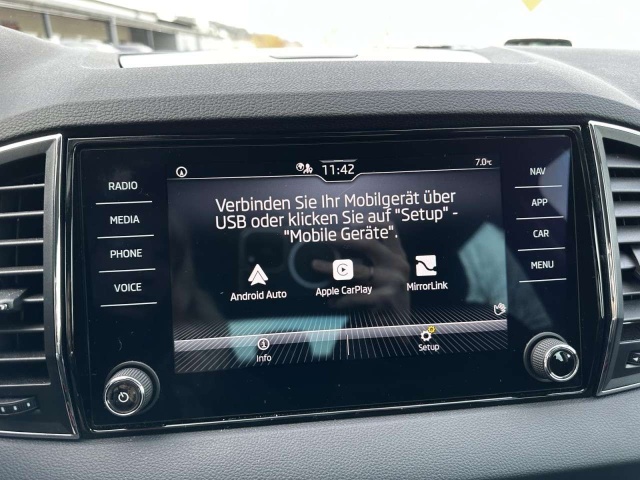 RADIO
MEDIA
PHONE
VOICE
11:42
7.0°C
Verbinden Sie Ihr Mobilgerät über
USB oder klicken Sie auf "Setup" -
"Mobile Geräte".
Android Auto
Apple CarPlay
MirrorLink
Info
Setup
NAV
APP
CAR
MENU